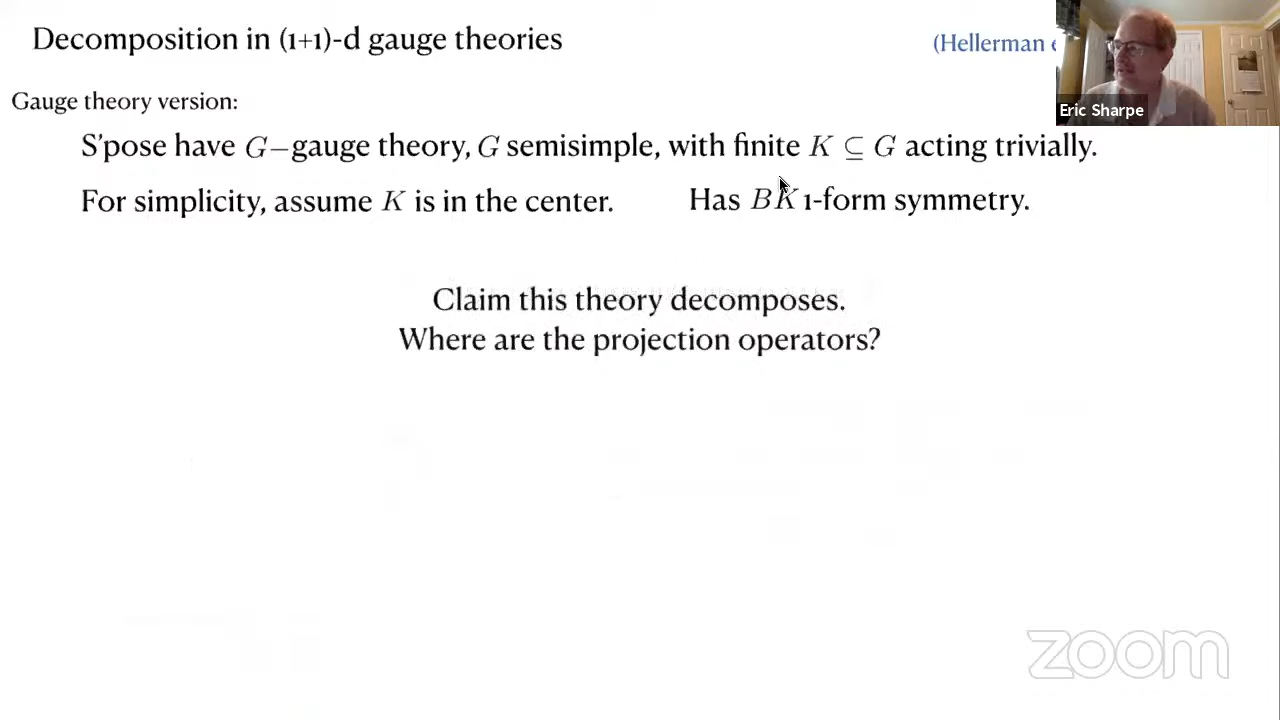 Decomposition in (1+1)-d gauge theories
(Hellerman
Eric Sharpe
Gauge theory version:
S'pose have G–gauge theory, G semisimple, with finite K ⊆ G acting trivially.
For simplicity, assume K is in the center. Has BK 1-form symmetry.
Claim this theory decomposes.
Where are the projection operators?
zoom